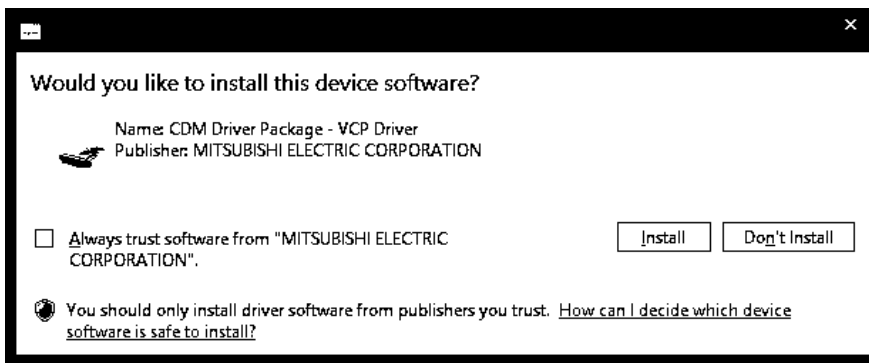 Would you like to install this device software?
Name: CDM Driver Package - VCP Driver
Publisher: MITSUBISHI ELECTRIC CORPORATION
Always trust software from "MITSUBISHI ELECTRIC
CORPORATION".
Install
Don't Install
You should only install driver software from publishers you trust. How can I decide which device
software is safe to install?